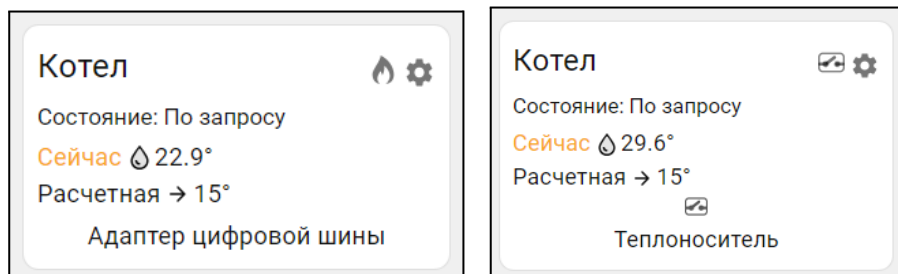 Котел
Состояние: По запросу
Сейчас 22.9°
Расчетная → 15°
Адаптер цифровой шины
Котел
Состояние: По запросу
Сейчас 29.6°
Расчетная → 15°
Теплоноситель